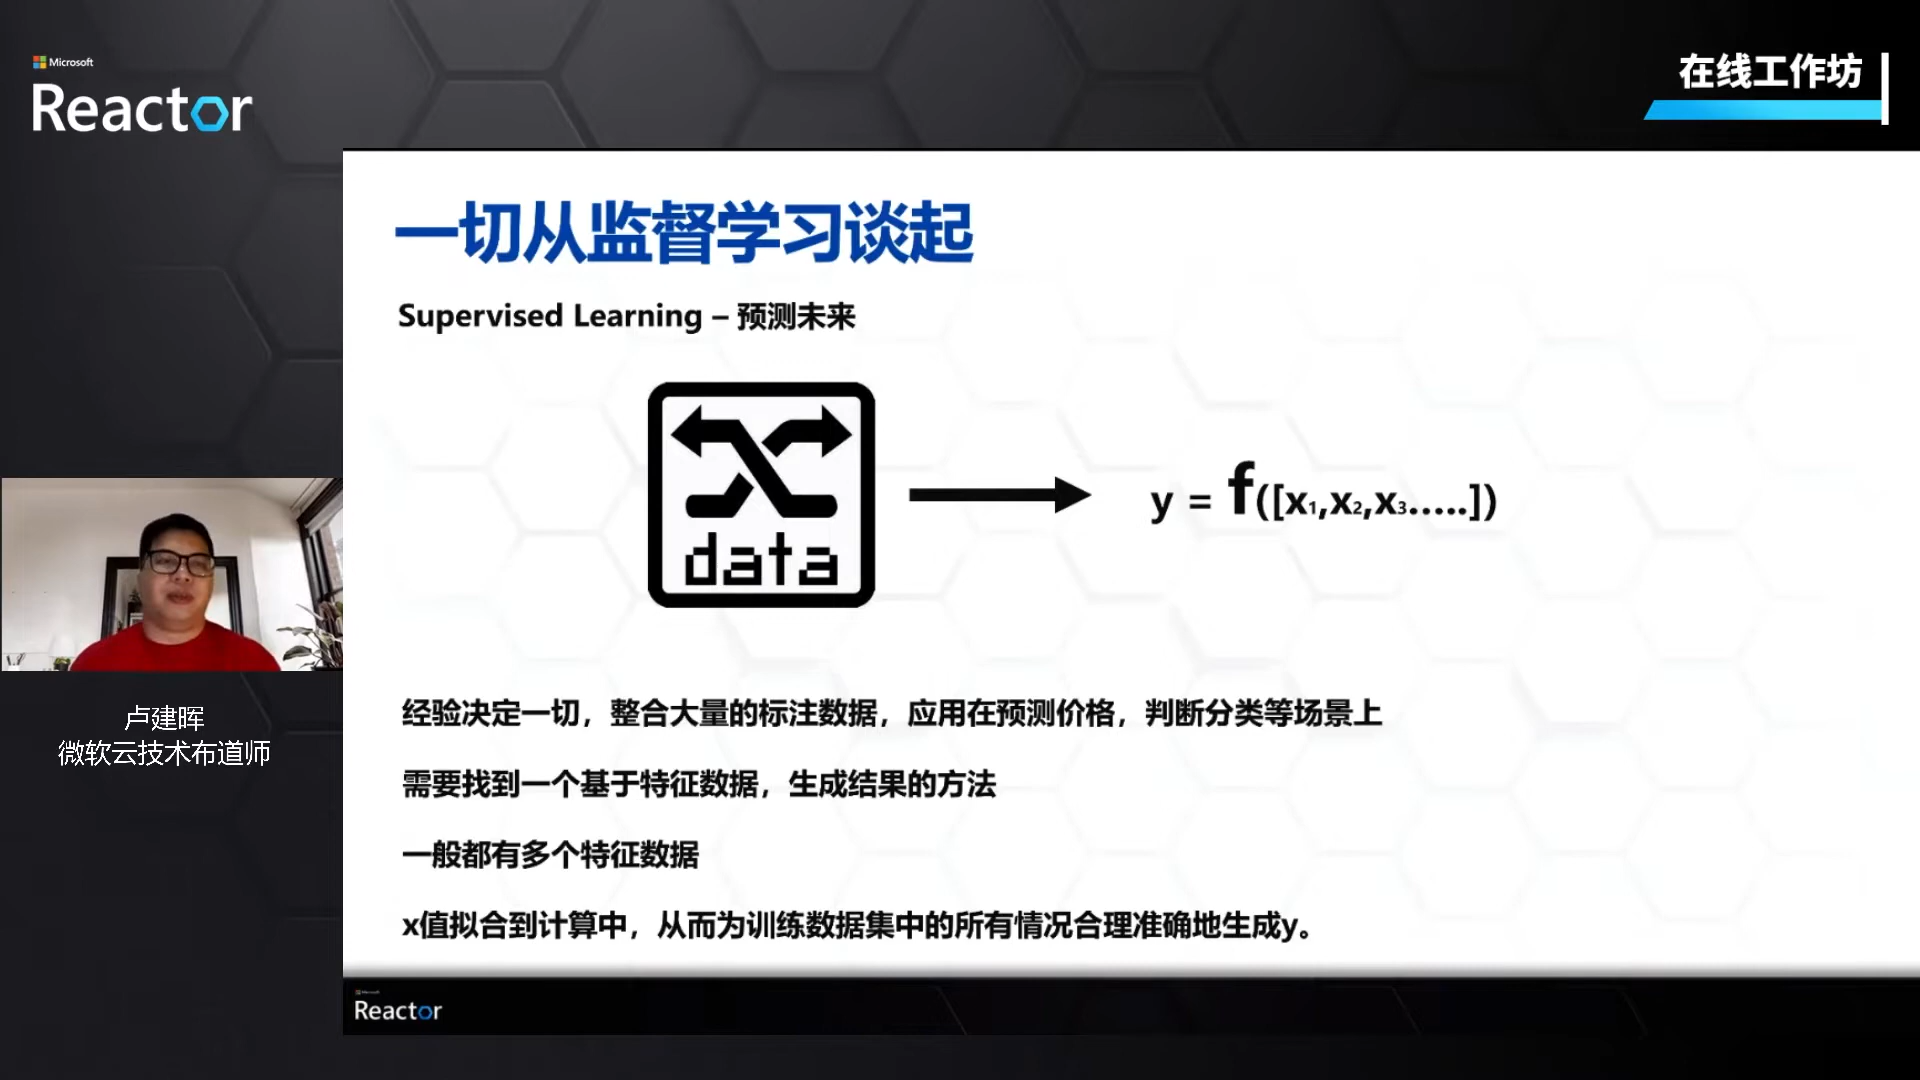 Microsoft
Reactor
在线工作坊
一切从监督学习谈起
Supervised Learning – 预测未来
data
y = f([x₁,x₂,x₃.....])
经验决定一切，整合大量的标注数据，应用在预测价格，判断分类等场景上
需要找到一个基于特征数据，生成结果的方法
一般都有多个特征数据
x值拟合到计算中，从而为训练数据集中的所有情况合理准确地生成y。
卢建晖
微软云技术布道师
Microsoft
Reactor